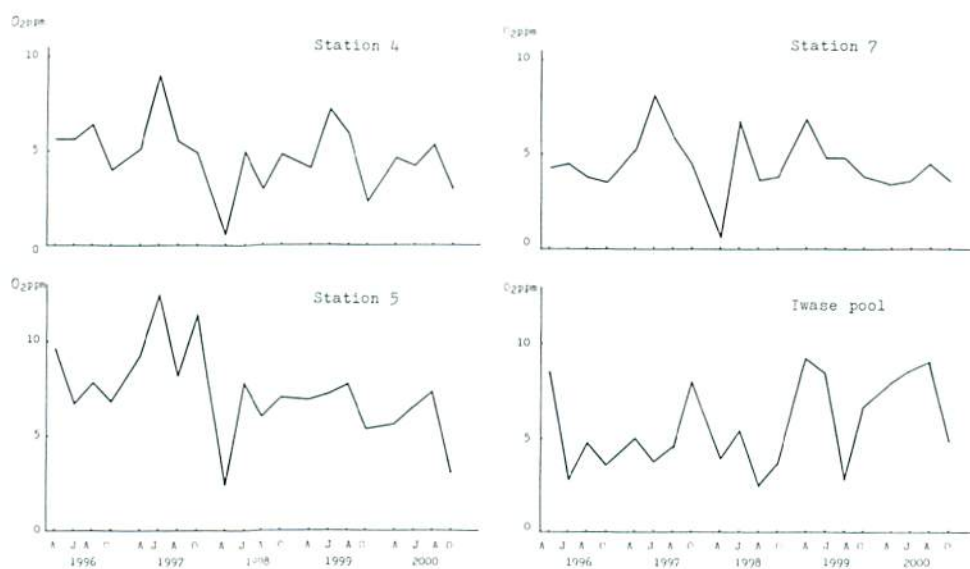 O₂ppm
Station 4
10
5
0
O₂ppm
Station 7
10
5
0
O₂ppm
Station 5
10
5
0
A J A O A J A O A J O A J A O A J A O
1996 1997 1998 1999 2000
O₂ppm
Iwase pool
10
5
0
A J A O A J A O A J A O A J A O A J A O
1996 1997 1998 1999 2000